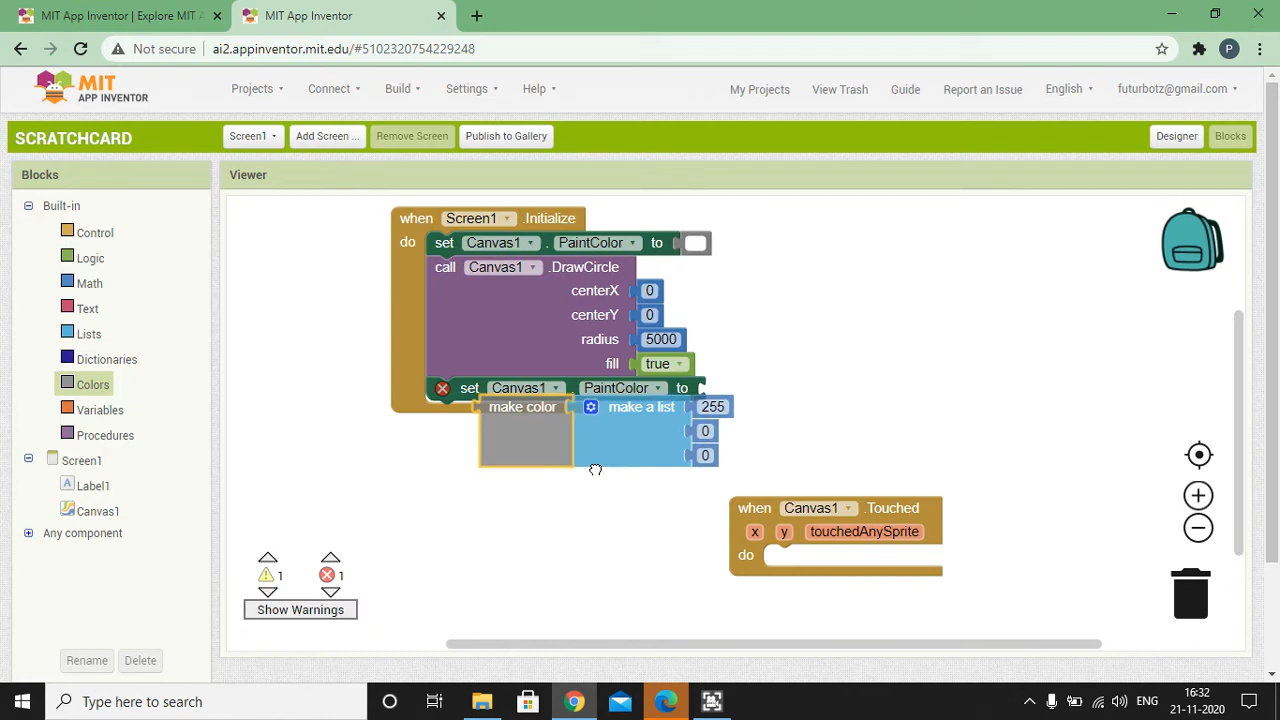 MIT App Inventor | Explore MIT A
MIT App Inventor
P
Not secure
ai2.appinventor.mit.edu/#5102320754229248
MIT
APP INVENTOR
Projects
Connect
Build
Settings
Help
My Projects
View Trash
Guide
Report an Issue
English
futurbotz@gmail.com
SCRATCHCARD
Screen1
Add Screen ...
Remove Screen
Publish to Gallery
Designer
Blocks
Blocks
Viewer
Built-in
Control
Logic
Math
Text
Lists
Dictionaries
Colors
Variables
Procedures
Screen1
Label1
Canvas1
Any component
Rename
Delete
when Screen1 .Initialize
do set Canvas1 . PaintColor to
call Canvas1 .DrawCircle
centerX 0
centerY 0
radius 5000
fill true
set Canvas1 . PaintColor to
make color make a list 255
0
0
when Canvas1 .Touched
x y touchedAnySprite
do
1 1
Show Warnings
Type here to search
ENG
16:32
21-11-2020